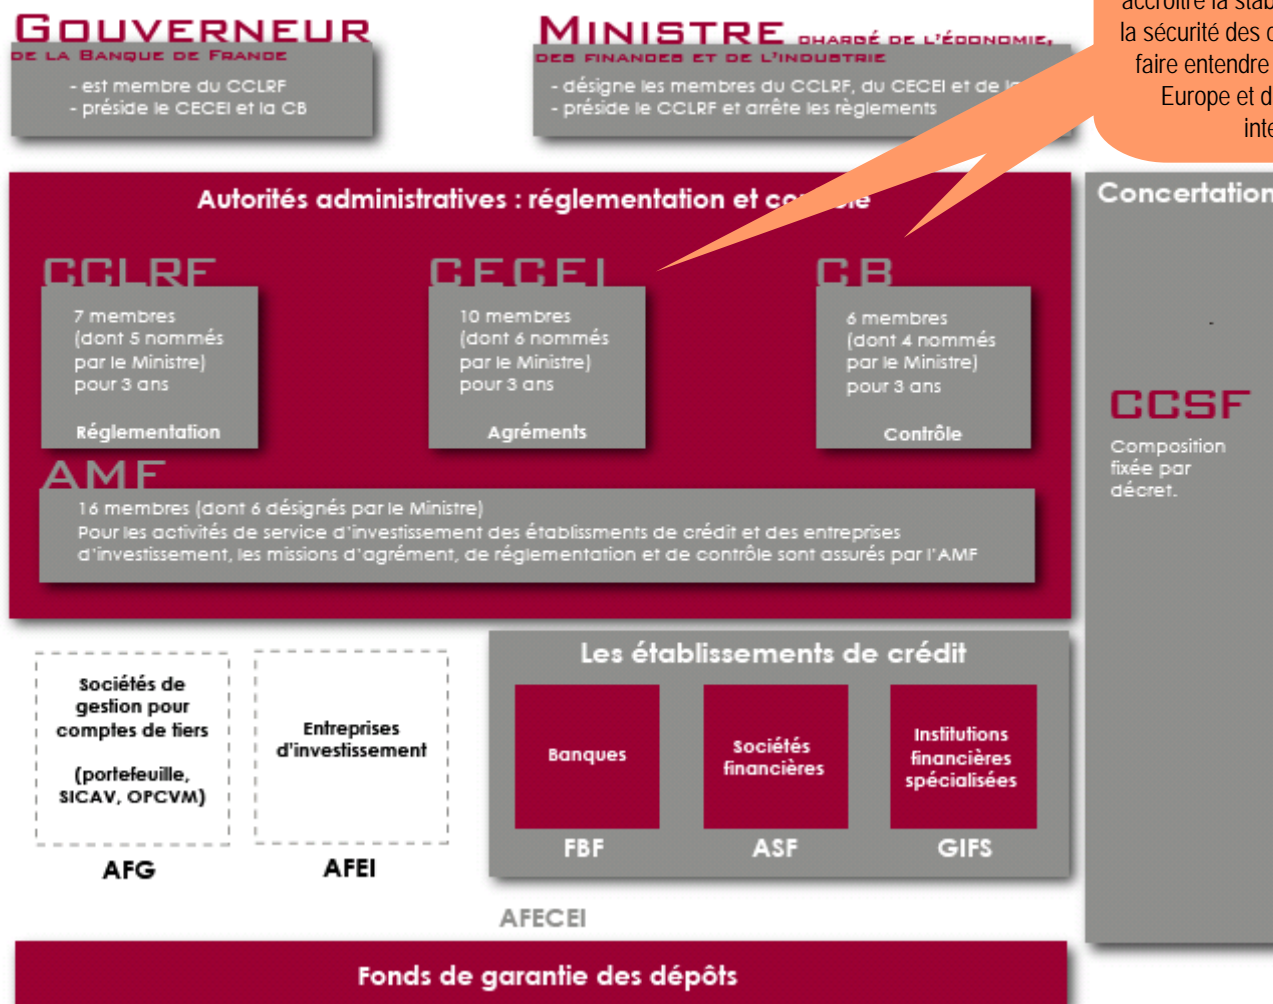 GOUVERNEUR
DE LA BANQUE DE FRANCE
- est membre du CCLRF
- préside le CECEI et la CB
MINISTRE CHARGÉ DE L'ÉCONOMIE,
DES FINANCES ET DE L'INDUSTRIE
- désigne les membres du CCLRF, du CECEI et de la
- préside le CCLRF et arrête les règlements
accroître la stab
la sécurité des
faire entendre
Europe et d
inte
Autorités administratives : réglementation et contrôle
CCLRF
7 membres
(dont 5 nommés
par le Ministre)
pour 3 ans
Réglementation
CECEI
10 membres
(dont 6 nommés
par le Ministre)
pour 3 ans
Agréments
CB
6 membres
(dont 4 nommés
par le Ministre)
pour 3 ans
Contrôle
AMF
16 membres (dont 6 désignés par le Ministre)
Pour les activités de service d'investissement des établissments de crédit et des entreprises
d'investissement, les missions d'agrément, de réglementation et de contrôle sont assurés par l'AMF
Concertation
CCSF
Composition
fixée par
décret.
Sociétés de
gestion pour
comptes de tiers
(portefeuille,
SICAV, OPCVM)
AFG
Entreprises
d'investissement
AFEI
Les établissements de crédit
Banques
FBF
Sociétés
financières
ASF
Institutions
financières
spécialisées
GIFS
AFECEI
Fonds de garantie des dépôts